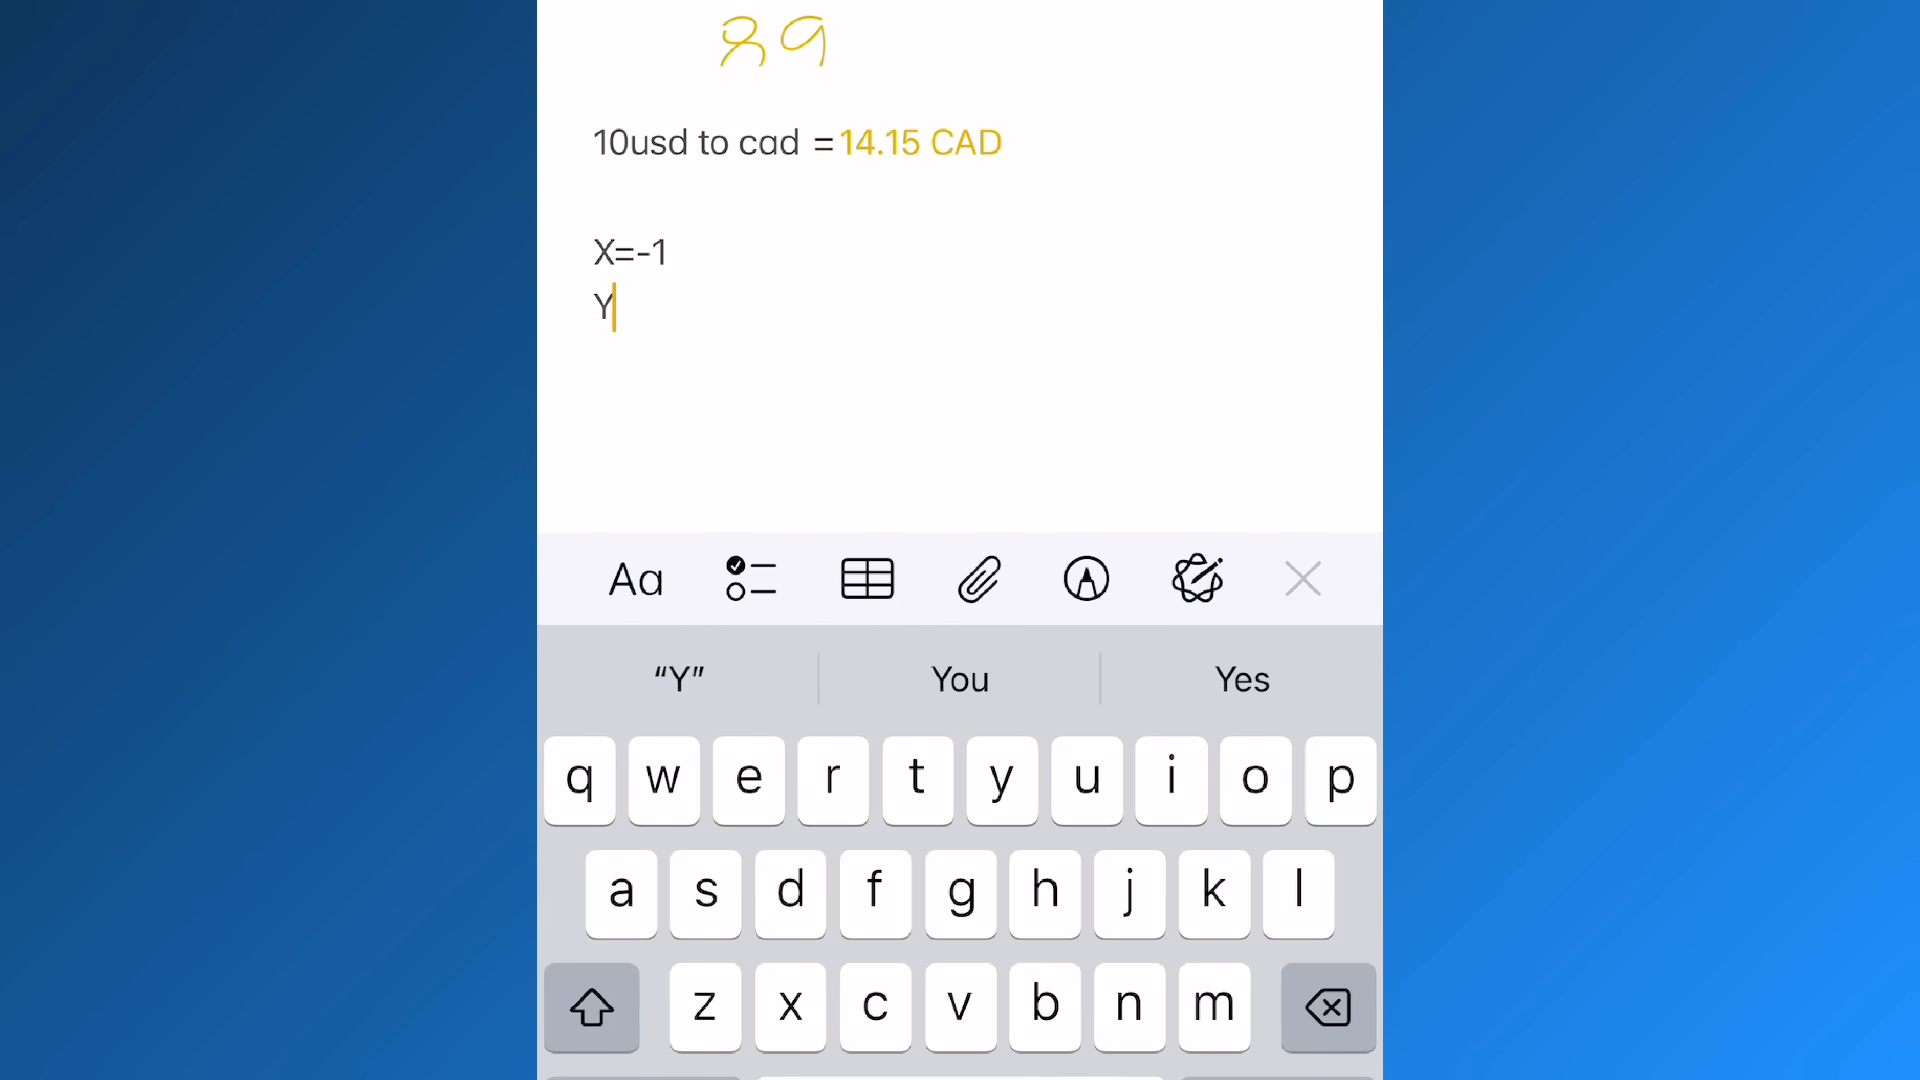 89
10usd to cad = 14.15 CAD
X=-1
Y
Aa
“Y” You Yes
q w e r t y u i o p
a s d f g h j k l
z x c v b n m